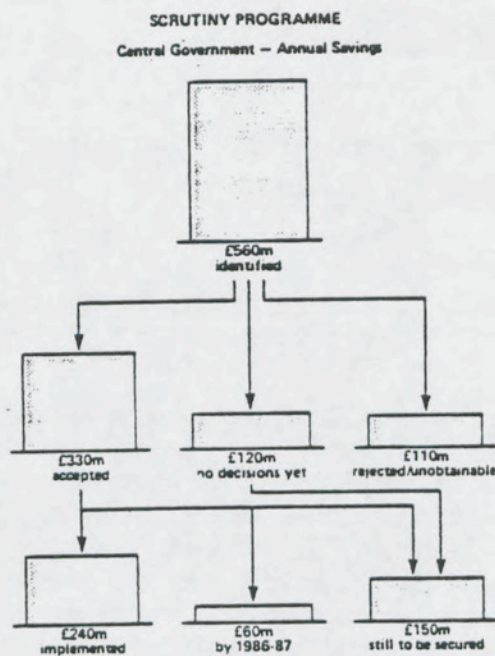 SCRUTINY PROGRAMME
Central Government — Annual Savings
£560m
identified
£330m
accepted
£120m
no decisions yet
£110m
rejected/unobtainable
£240m
implemented
£60m
by 1986-87
£150m
still to be secured